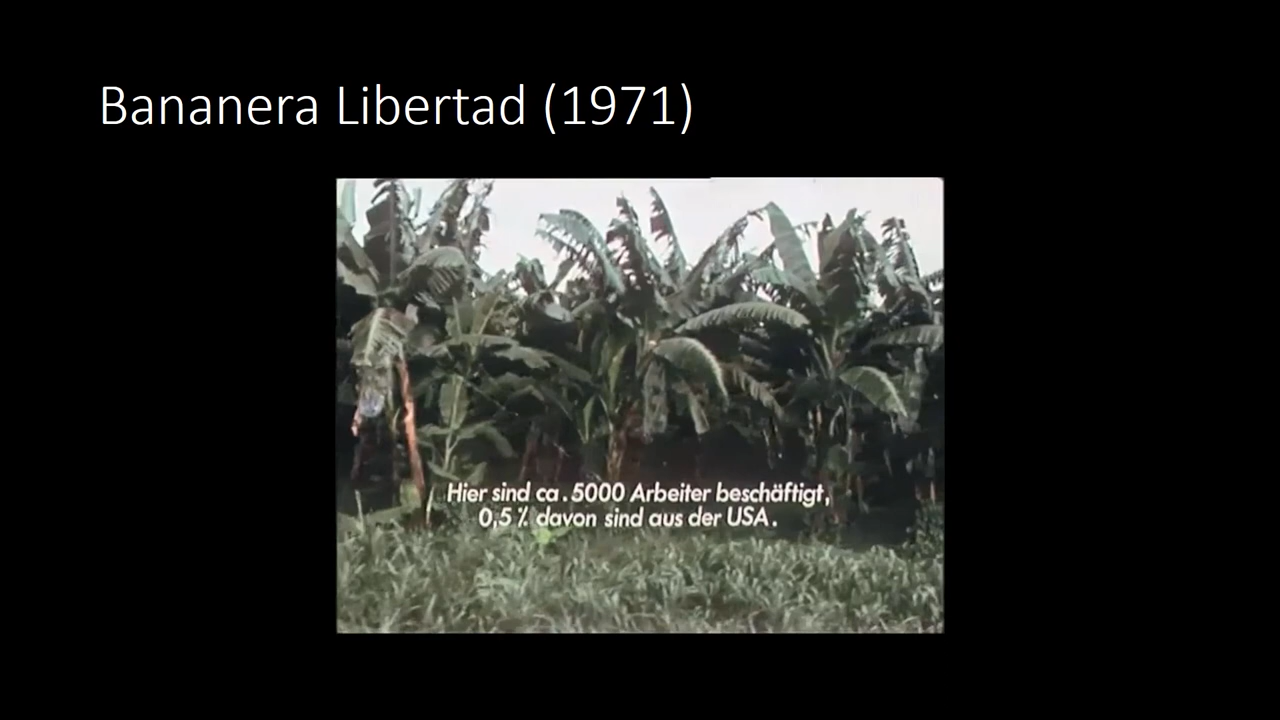 Bananera Libertad (1971)
Hier sind ca. 5000 Arbeiter beschäftigt,
0,5 % davon sind aus der USA.